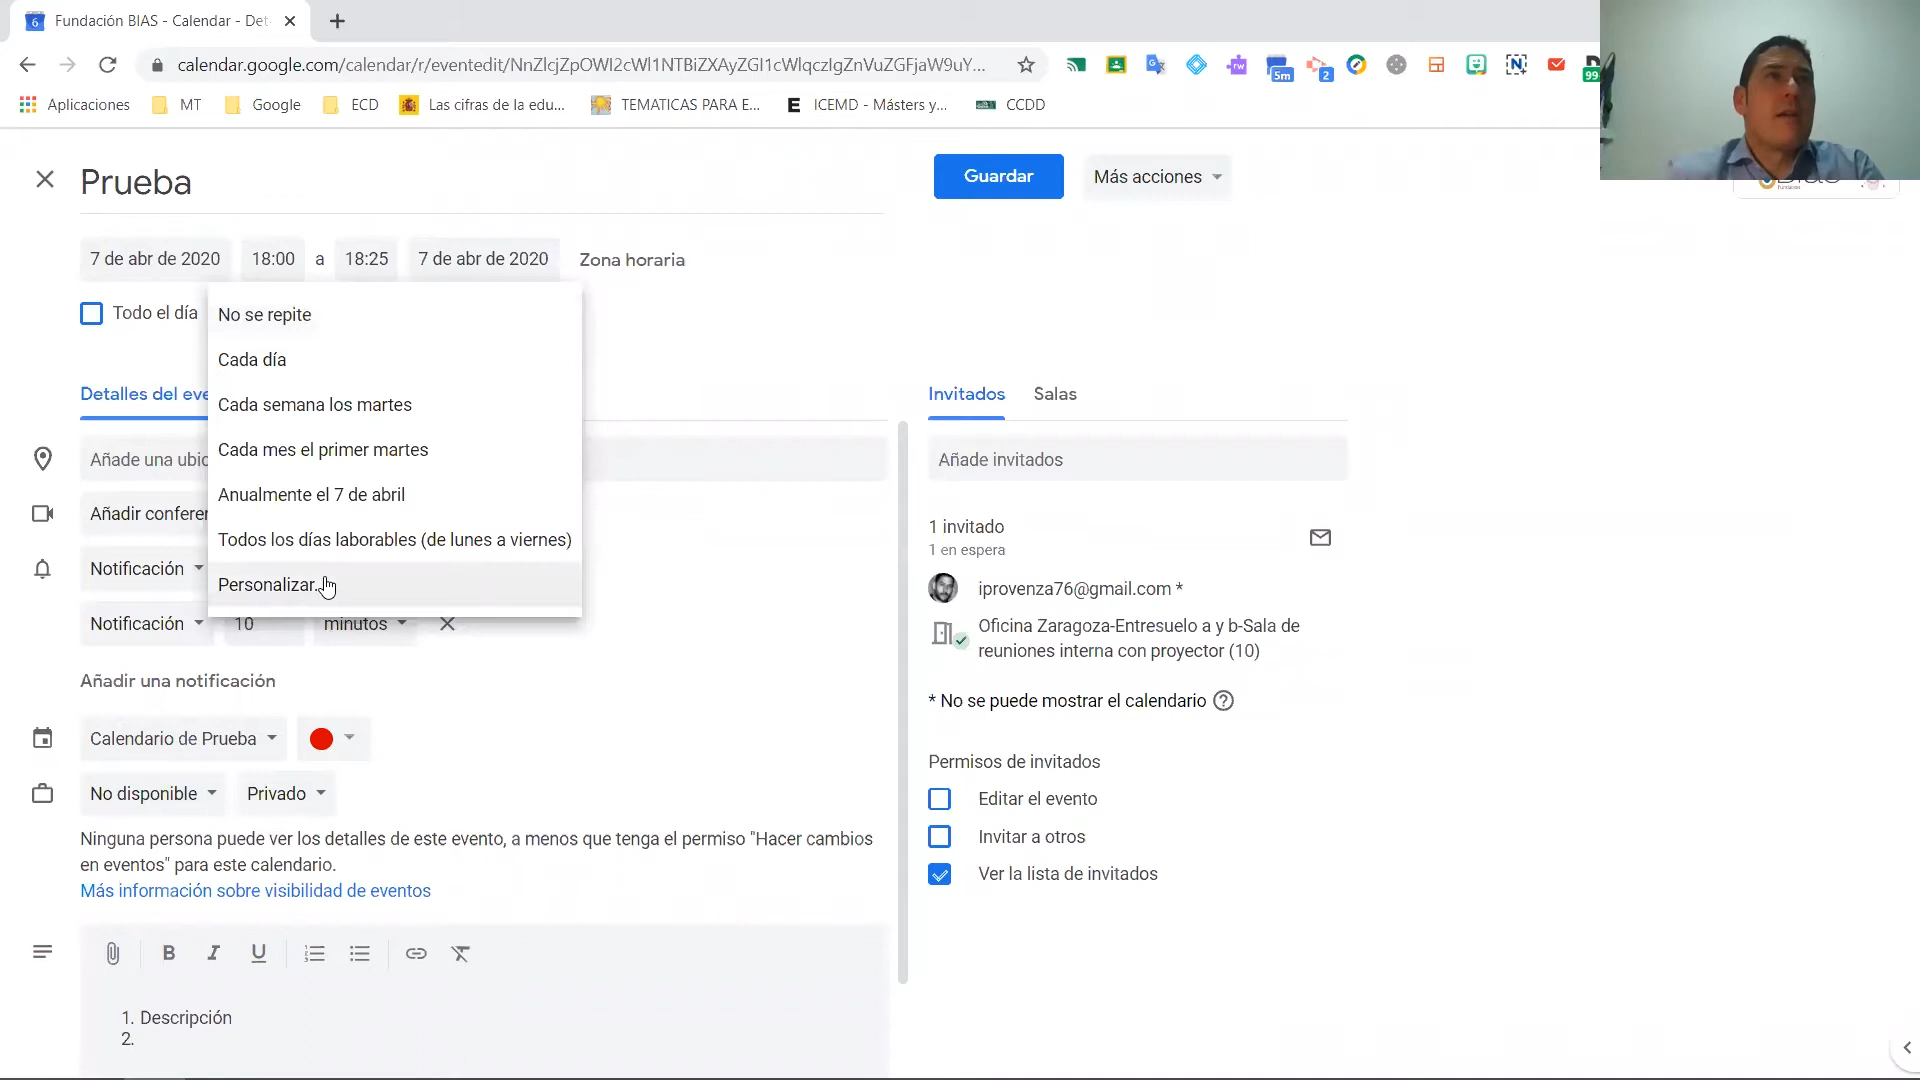 Fundación BIAS - Calendar - Det
calendar.google.com/calendar/r/eventedit/NnZlcjZpOWI2cWl1NTBiZXAyZGI1cWlqczIgZnVuZGFjaW9uY...
5m
2
99
Aplicaciones MT Google ECD Las cifras de la edu... TEMATICAS PARA E... ICEMD - Másters y... CCDD
Prueba
Guardar
Más acciones
7 de abr de 2020 18:00 a 18:25 7 de abr de 2020 Zona horaria
Todo el día
No se repite
Cada día
Cada semana los martes
Cada mes el primer martes
Anualmente el 7 de abril
Todos los días laborables (de lunes a viernes)
Personalizar...
Detalles del eve
Añade una ubic
Añadir conferen
Notificación
Notificación 10 minutos
Añadir una notificación
Calendario de Prueba
No disponible Privado
Ninguna persona puede ver los detalles de este evento, a menos que tenga el permiso "Hacer cambios
en eventos" para este calendario.
Más información sobre visibilidad de eventos
B I U
1. Descripción
2.
Invitados Salas
Añade invitados
1 invitado
1 en espera
iprovenza76@gmail.com *
Oficina Zaragoza-Entresuelo a y b-Sala de
reuniones interna con proyector (10)
* No se puede mostrar el calendario
Permisos de invitados
Editar el evento
Invitar a otros
Ver la lista de invitados